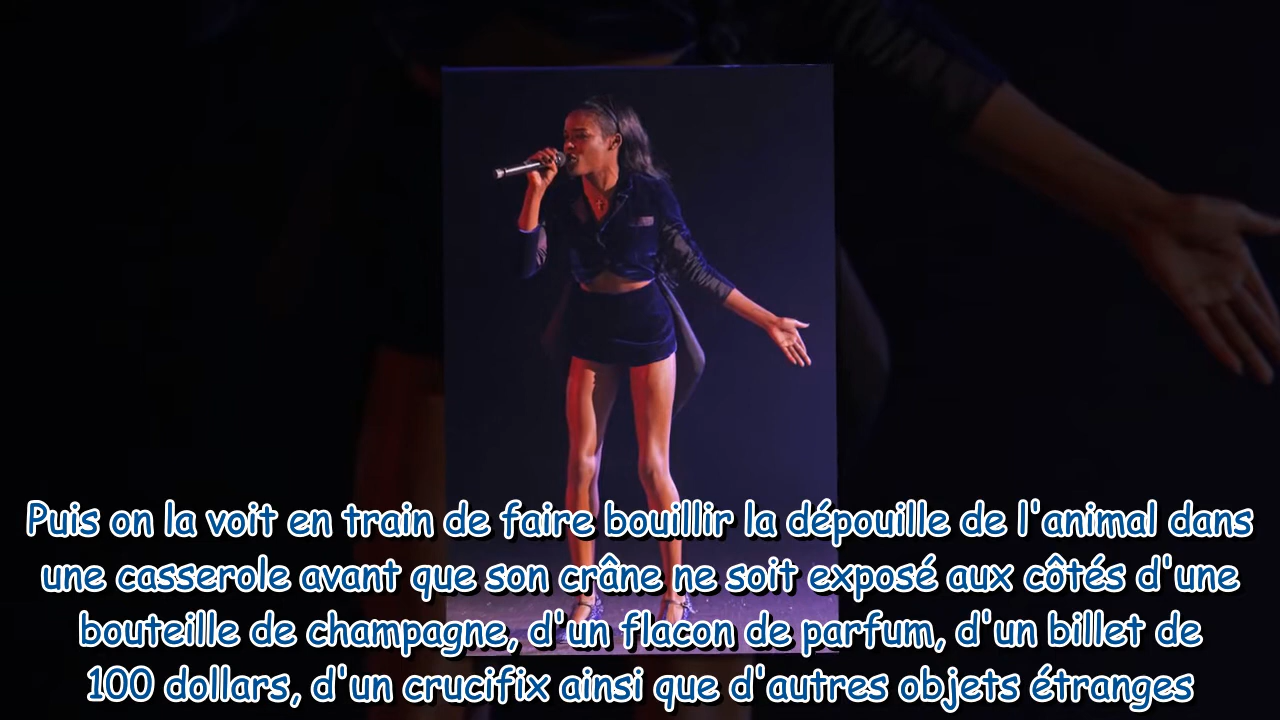 Puis on la voit en train de faire bouillir la dépouille de l'animal dans
une casserole avant que son crâne ne soit exposé aux côtés d'une
bouteille de champagne, d'un flacon de parfum, d'un billet de
100 dollars, d'un crucifix ainsi que d'autres objets étranges